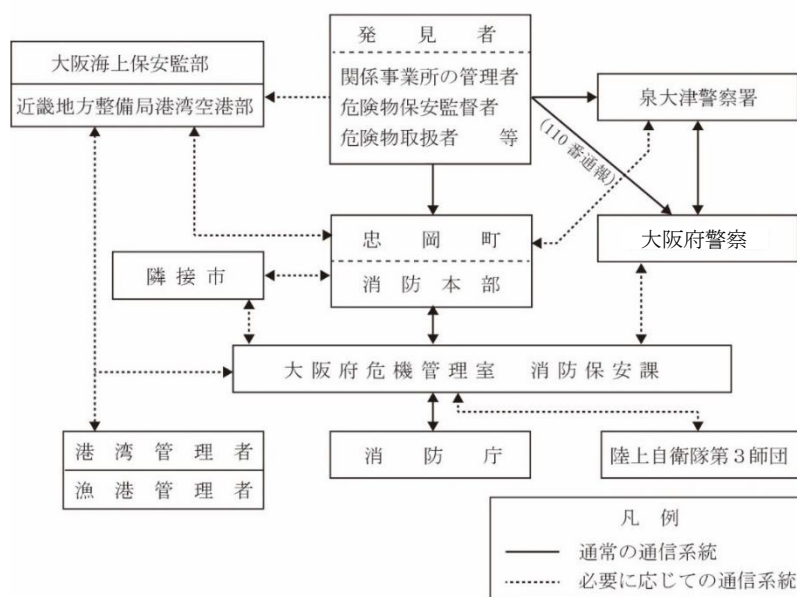 発見者
関係事業所の管理者
危険物保安監督者
危険物取扱者 等
大阪海上保安監部
近畿地方整備局港湾空港部
泉大津警察署
(110番通報)
忠岡町
消防本部
大阪府警察
隣接市
大阪府危機管理室 消防保安課
港湾管理者
漁港管理者
消防庁
陸上自衛隊第3師団
凡例
通常の通信系統
必要に応じての通信系統